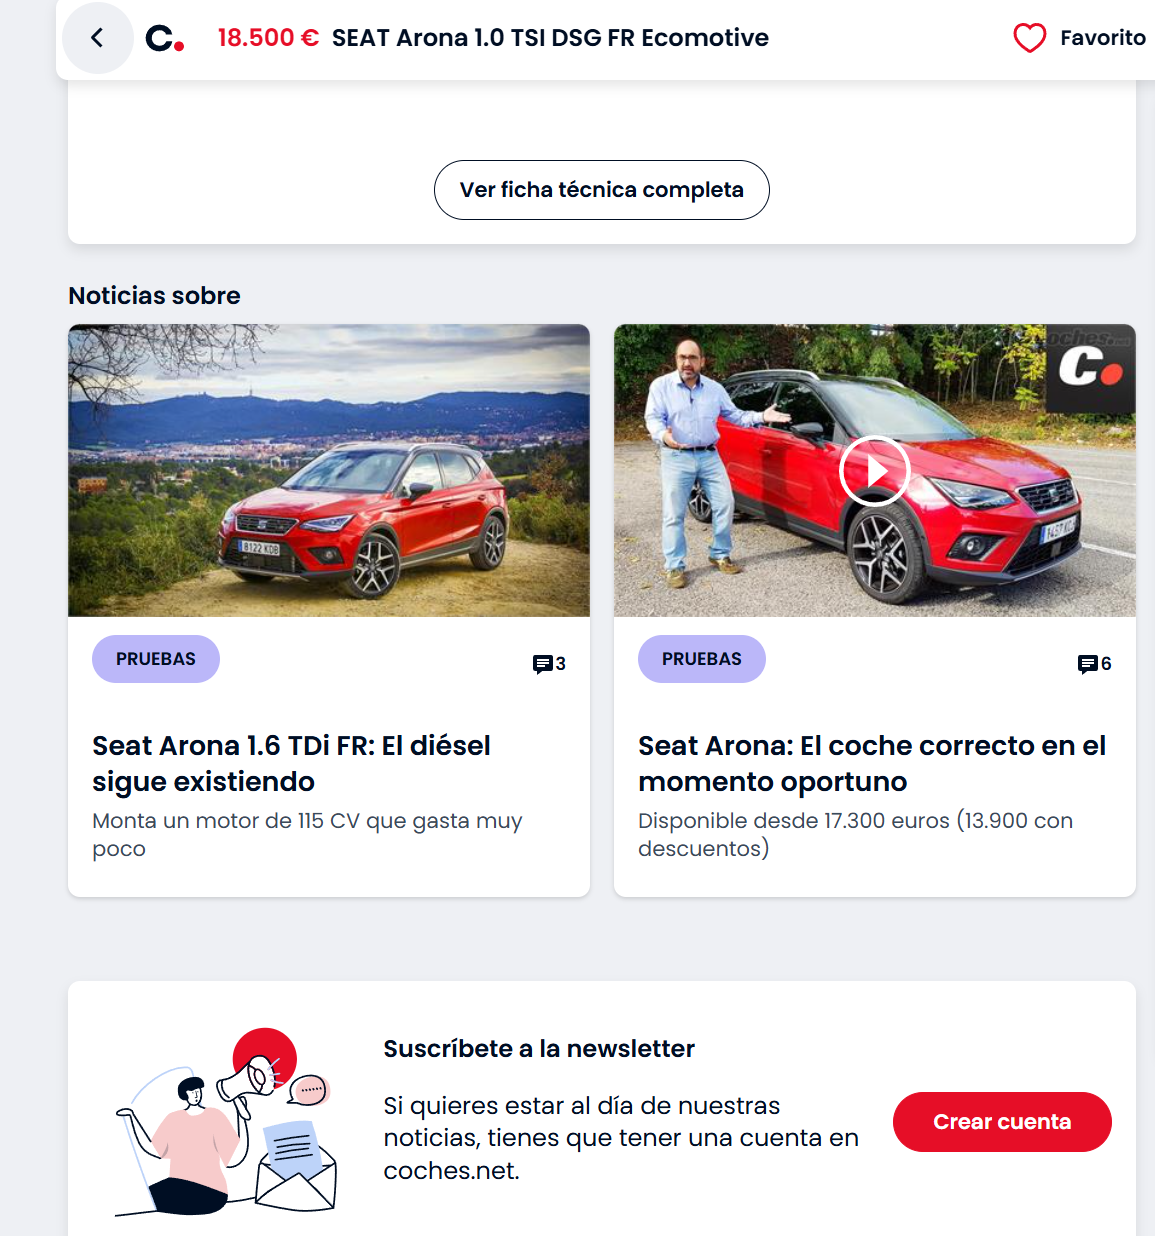 C.
18.500 € SEAT Arona 1.0 TSI DSG FR Ecomotive
Favorito
Ver ficha técnica completa
Noticias sobre
8122 KDB
coches.net
C.
PRUEBAS
3
Seat Arona 1.6 TDi FR: El diésel
sigue existiendo
Monta un motor de 115 CV que gasta muy
poco
PRUEBAS
6
Seat Arona: El coche correcto en el
momento oportuno
Disponible desde 17.300 euros (13.900 con
descuentos)
Suscríbete a la newsletter
Si quieres estar al día de nuestras
noticias, tienes que tener una cuenta en
coches.net.
Crear cuenta